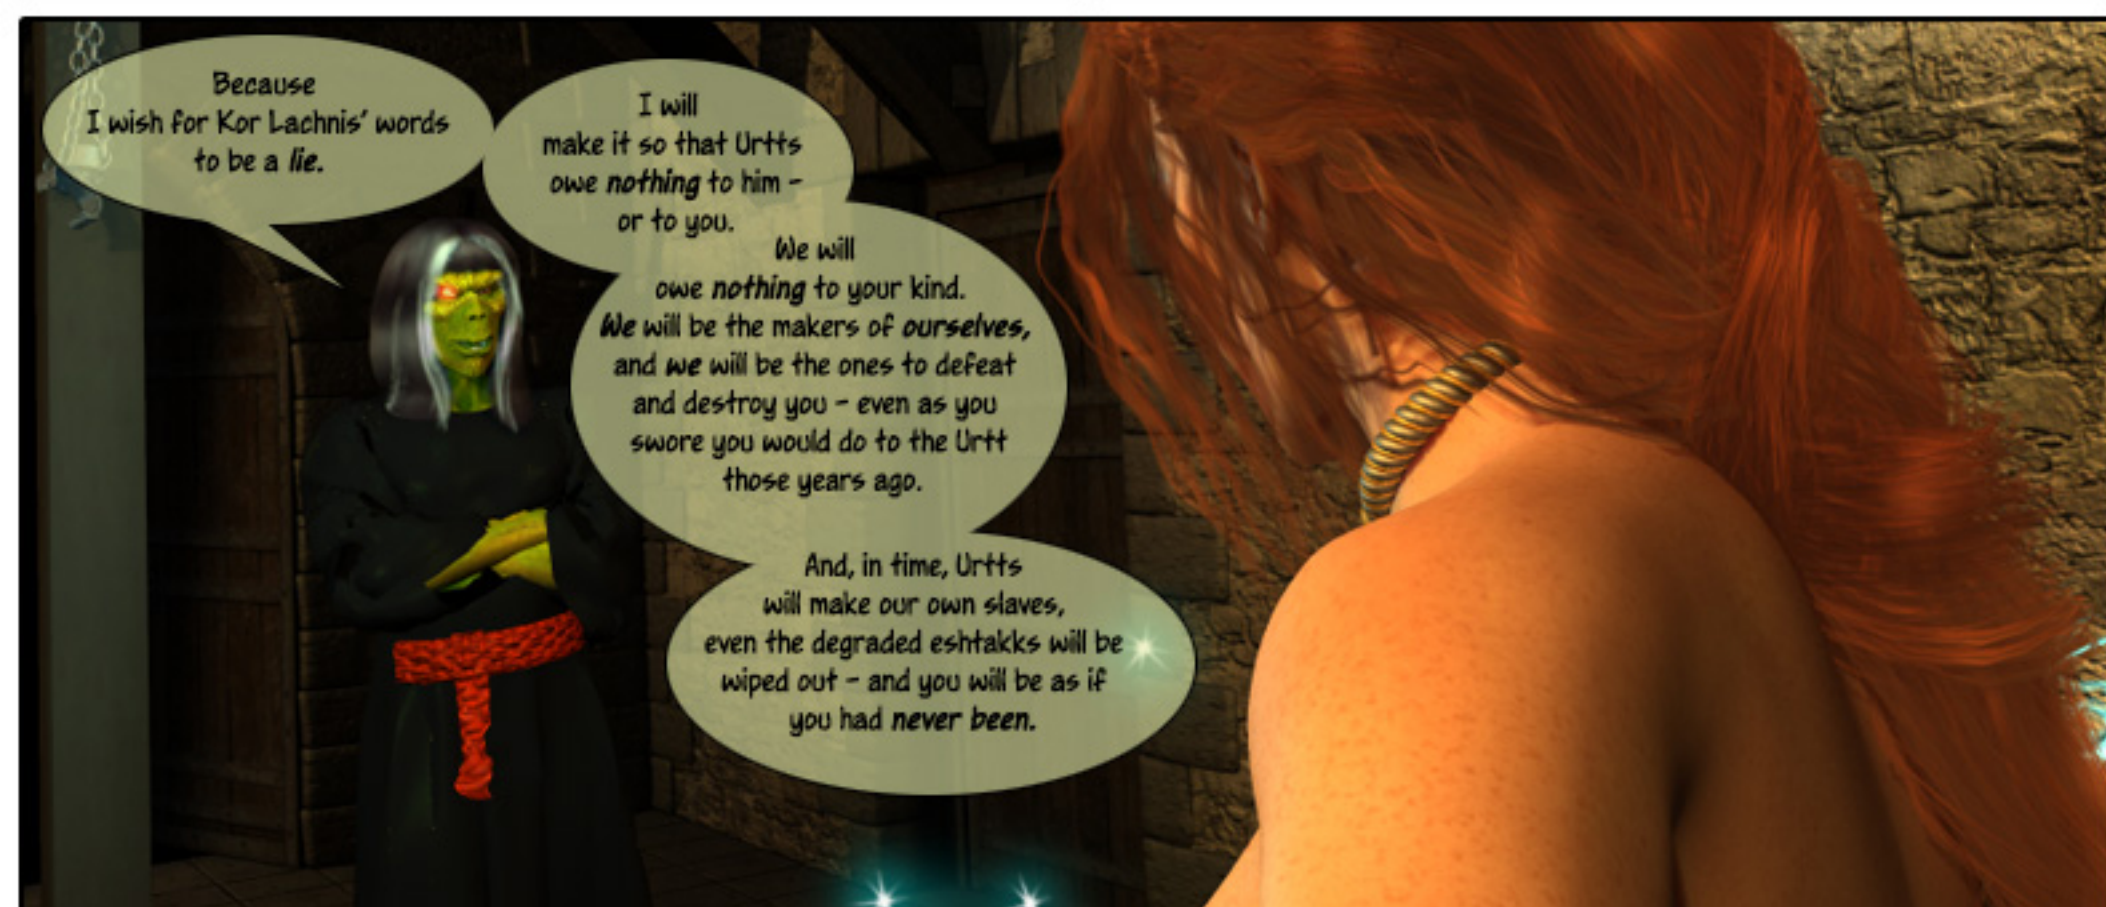 Because
I wish for Kor Lachnis' words
to be a lie.
I will
make it so that Urtts
owe nothing to him -
or to you.
We will
owe nothing to your kind.
We will be the makers of ourselves,
and we will be the ones to defeat
and destroy you - even as you
swore you would do to the Urtt
those years ago.
And, in time, Urtts
will make our own slaves,
even the degraded eshtakks will be
wiped out - and you will be as if
you had never been.